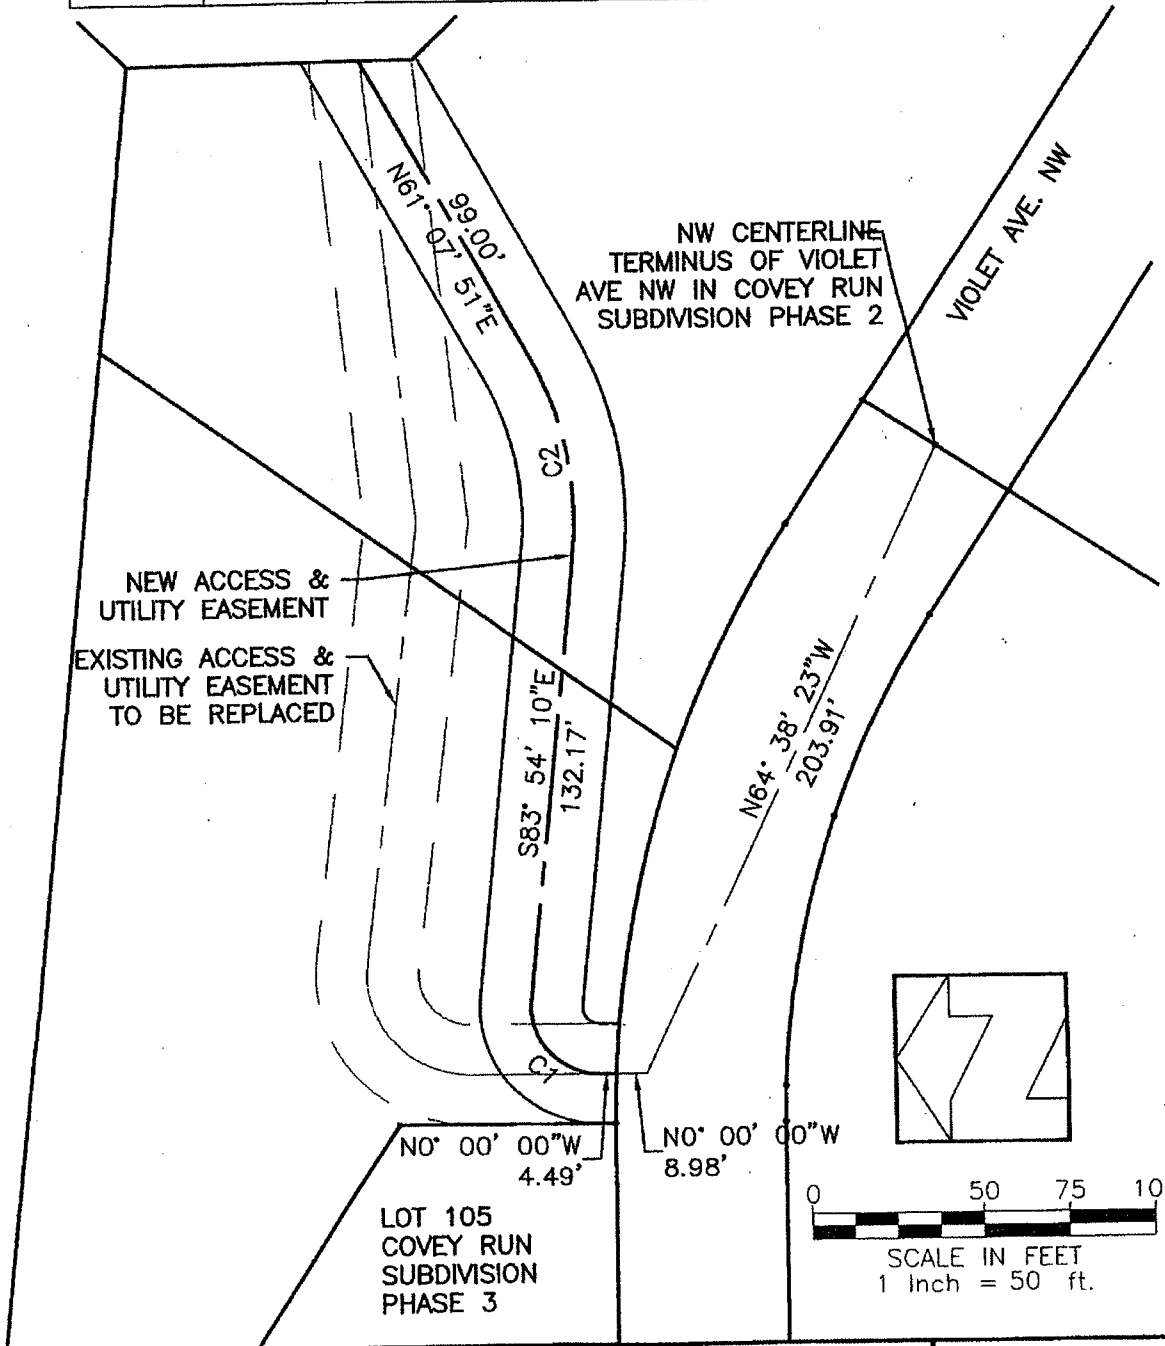 N61° 07' 51"E
99.00'
NW CENTERLINE
TERMINUS OF VIOLET
AVE NW IN COVEY RUN
SUBDIVISION PHASE 2
VIOLET AVE. NW
C2
NEW ACCESS &
UTILITY EASEMENT
EXISTING ACCESS &
UTILITY EASEMENT
TO BE REPLACED
S83° 54' 10"E
132.17'
N64° 38' 23"W
203.91'
C1
N0° 00' 00"W
4.49'
N0° 00' 00"W
8.98'
LOT 105
COVEY RUN
SUBDIVISION
PHASE 3
N
0 50 75 10
SCALE IN FEET
1 Inch = 50 ft.